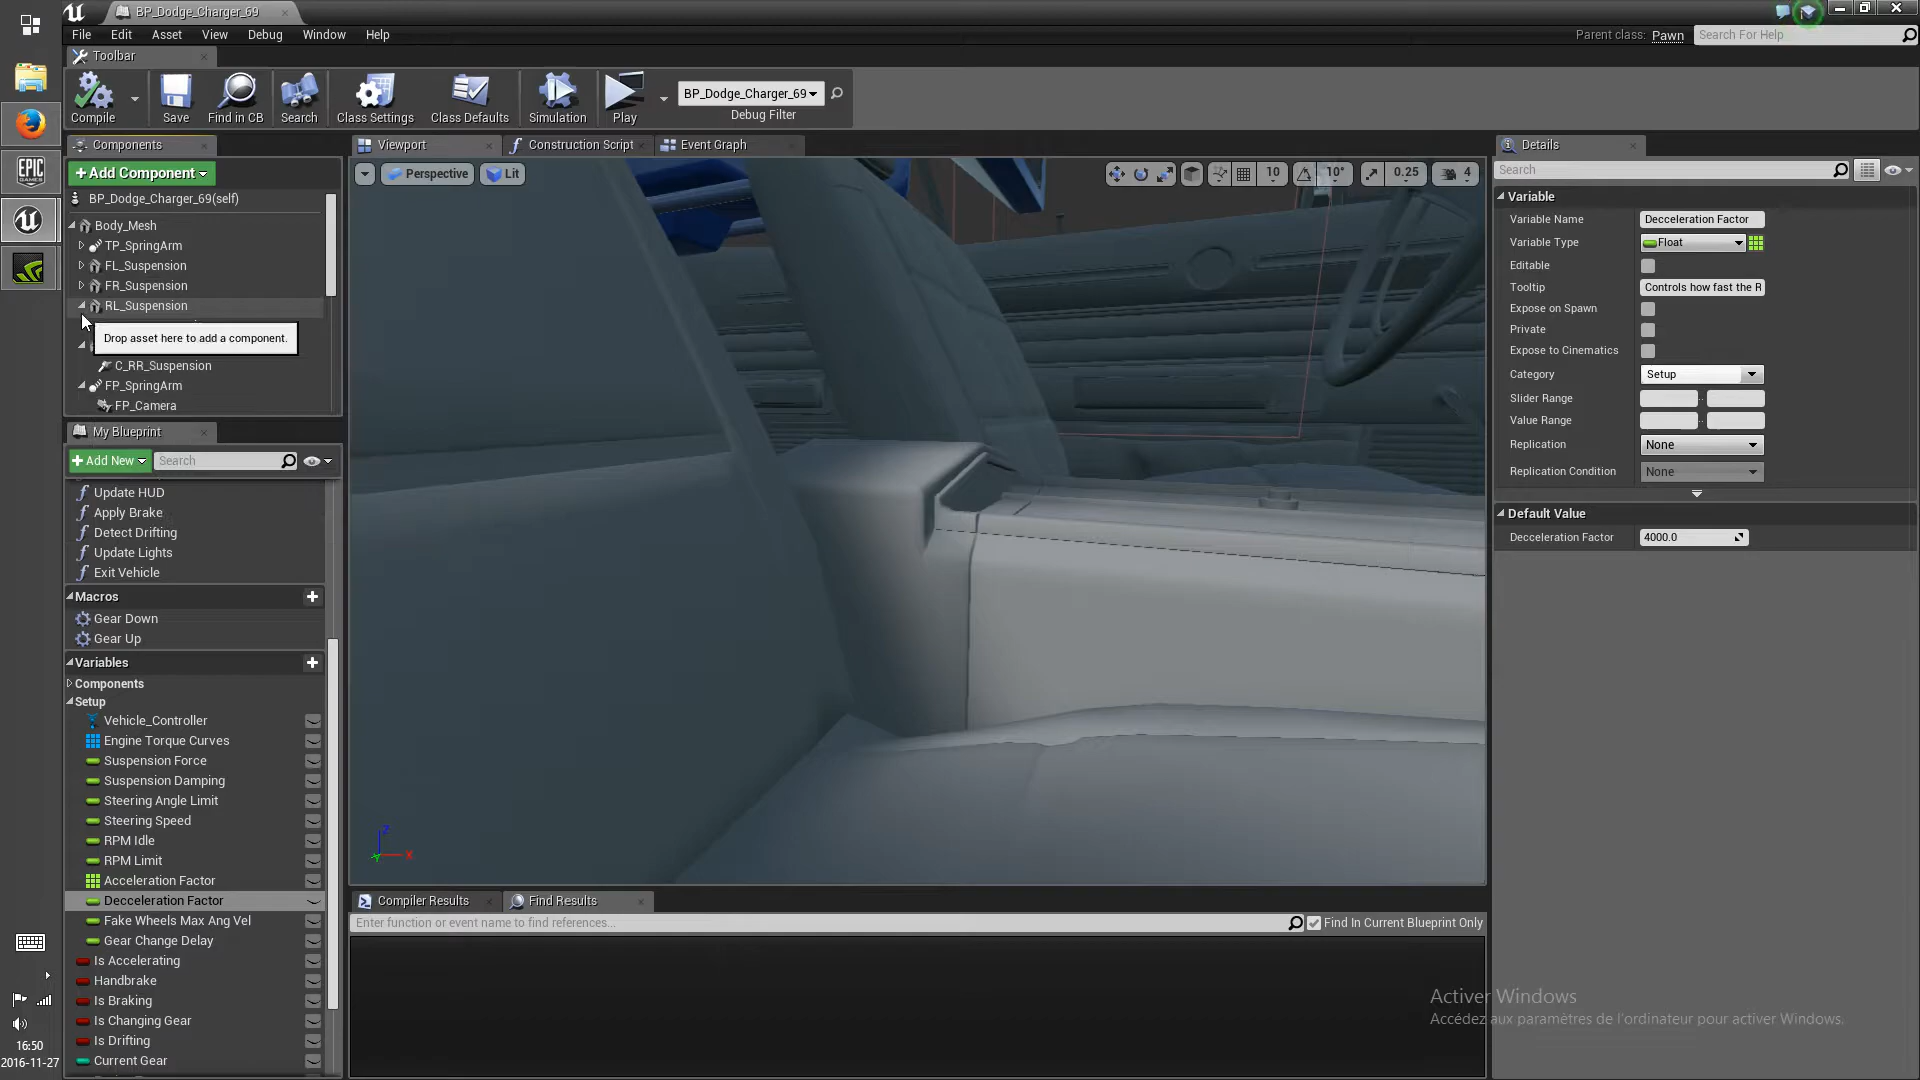 BP_Dodge_Charger_69
File Edit Asset View Debug Window Help
Parent class: Pawn
Search For Help
Toolbar
Compile Save Find in CB Search Class Settings Class Defaults Simulation Play
BP_Dodge_Charger_69
Debug Filter
Components
+Add Component
BP_Dodge_Charger_69(self)
Body_Mesh
TP_SpringArm
FL_Suspension
FR_Suspension
RL_Suspension
Drop asset here to add a component.
C_RR_Suspension
FP_SpringArm
FP_Camera
My Blueprint
+Add New Search
Update HUD
Apply Brake
Detect Drifting
Update Lights
Exit Vehicle
Macros
Gear Down
Gear Up
Variables
Components
Setup
Vehicle_Controller
Engine Torque Curves
Suspension Force
Suspension Damping
Steering Angle Limit
Steering Speed
RPM Idle
RPM Limit
Acceleration Factor
Decceleration Factor
Fake Wheels Max Ang Vel
Gear Change Delay
Is Accelerating
Handbrake
Is Braking
Is Changing Gear
Is Drifting
Current Gear
Viewport Construction Script Event Graph
Perspective Lit 10 10° 0.25 4
Compiler Results Find Results
Enter function or event name to find references...
Find In Current Blueprint Only
Details
Search
Variable
Variable Name Decceleration Factor
Variable Type Float
Editable
Tooltip Controls how fast the R
Expose on Spawn
Private
Expose to Cinematics
Category Setup
Slider Range ..
Value Range ..
Replication None
Replication Condition None
Default Value
Decceleration Factor 4000.0
Activer Windows
Accédez aux paramètres de l'ordinateur pour activer Windows.
EPIC GAMES
16:50
2016-11-27